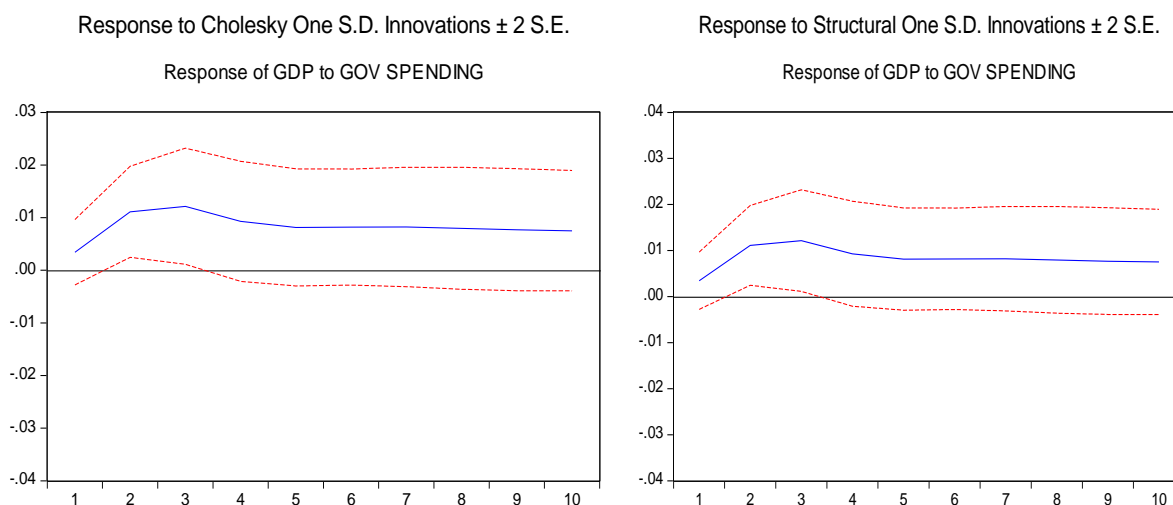 Response to Cholesky One S.D. Innovations ± 2 S.E.
Response of GDP to GOV SPENDING
.03
.02
.01
.00
-.01
-.02
-.03
-.04
1 2 3 4 5 6 7 8 9 10
Response to Structural One S.D. Innovations ± 2 S.E.
Response of GDP to GOV SPENDING
.04
.03
.02
.01
.00
-.01
-.02
-.03
-.04
1 2 3 4 5 6 7 8 9 10